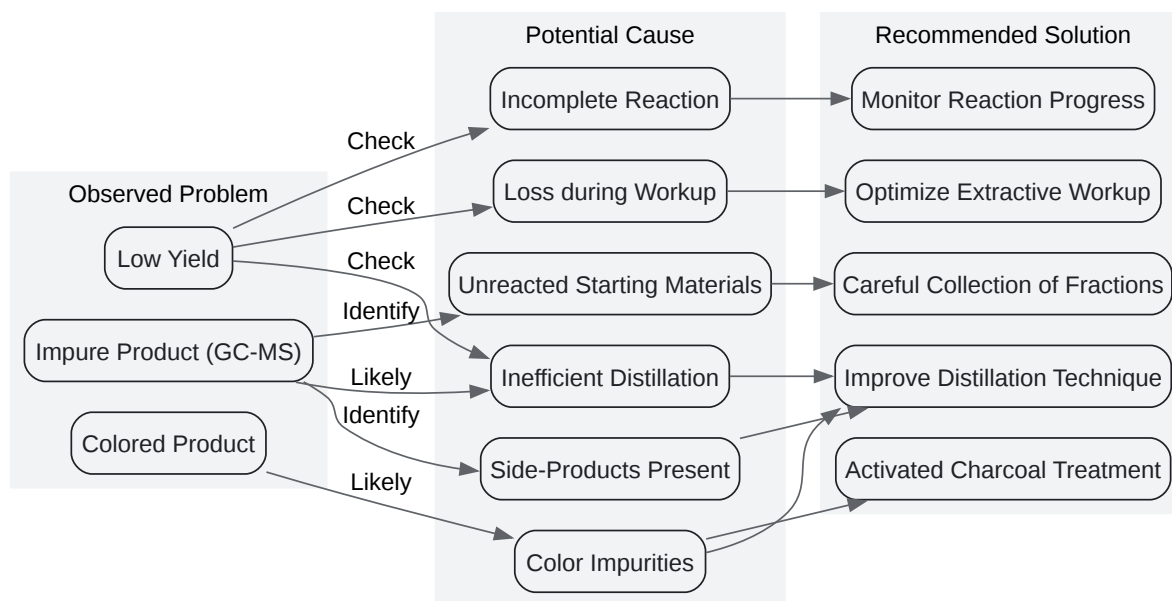 Observed Problem
Low Yield
Impure Product (GC-MS)
Colored Product
Check
Check
Check
Identify
Likely
Identify
Likely
Potential Cause
Incomplete Reaction
Loss during Workup
Unreacted Starting Materials
Inefficient Distillation
Side-Products Present
Color Impurities
Recommended Solution
Monitor Reaction Progress
Optimize Extractive Workup
Careful Collection of Fractions
Improve Distillation Technique
Activated Charcoal Treatment